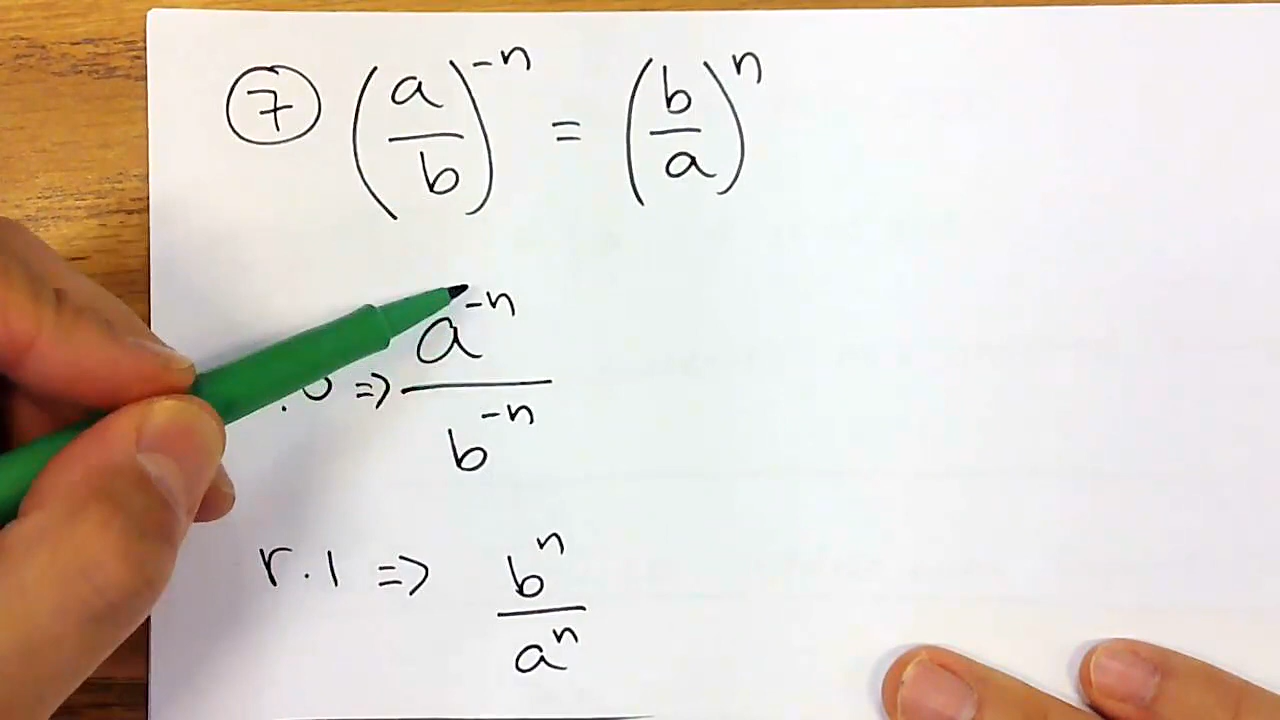 ⑦ (a/b)^-n = (b/a)^n
=> a^-n / b^-n
r.1 => b^n / a^n